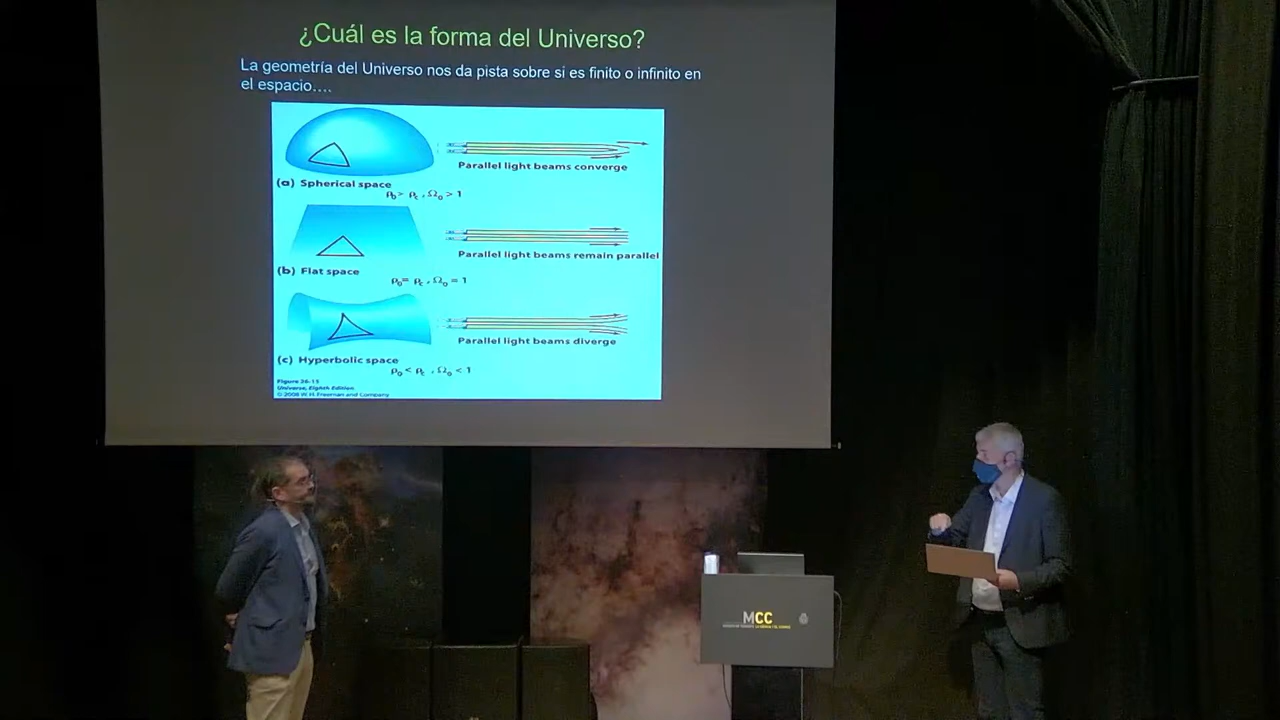 ¿Cuál es la forma del Universo?
La geometría del Universo nos da pista sobre si es finito o infinito en
el espacio….
Parallel light beams converge
(a) Spherical space
ρ₀ > ρc , Ω₀ > 1
Parallel light beams remain parallel
(b) Flat space
ρ₀= ρc , Ω₀ = 1
Parallel light beams diverge
(c) Hyperbolic space
ρ₀ < ρc , Ω₀ < 1
Figure 26-15
Universe, Eighth Edition
© 2008 W.H. Freeman and Company
MCC